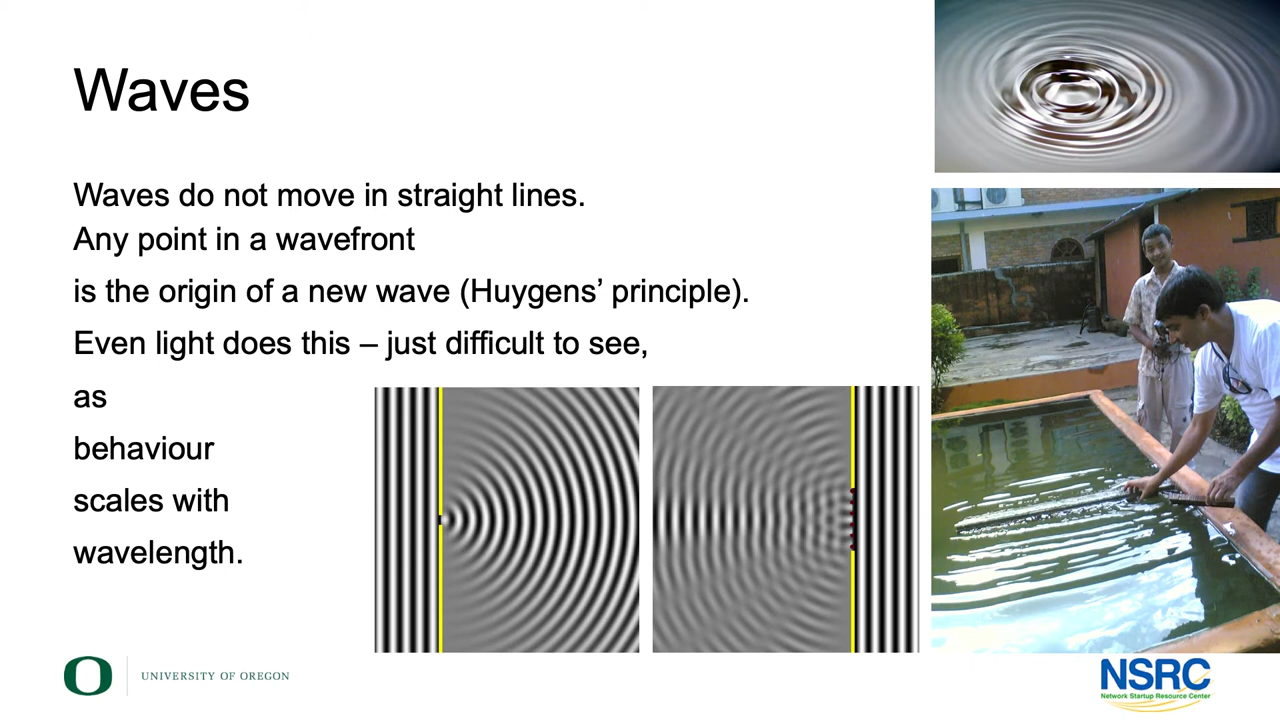 Waves
Waves do not move in straight lines.
Any point in a wavefront
is the origin of a new wave (Huygens’ principle).
Even light does this – just difficult to see,
as
behaviour
scales with
wavelength.
O
UNIVERSITY OF OREGON
NSRC
Network Startup Resource Center